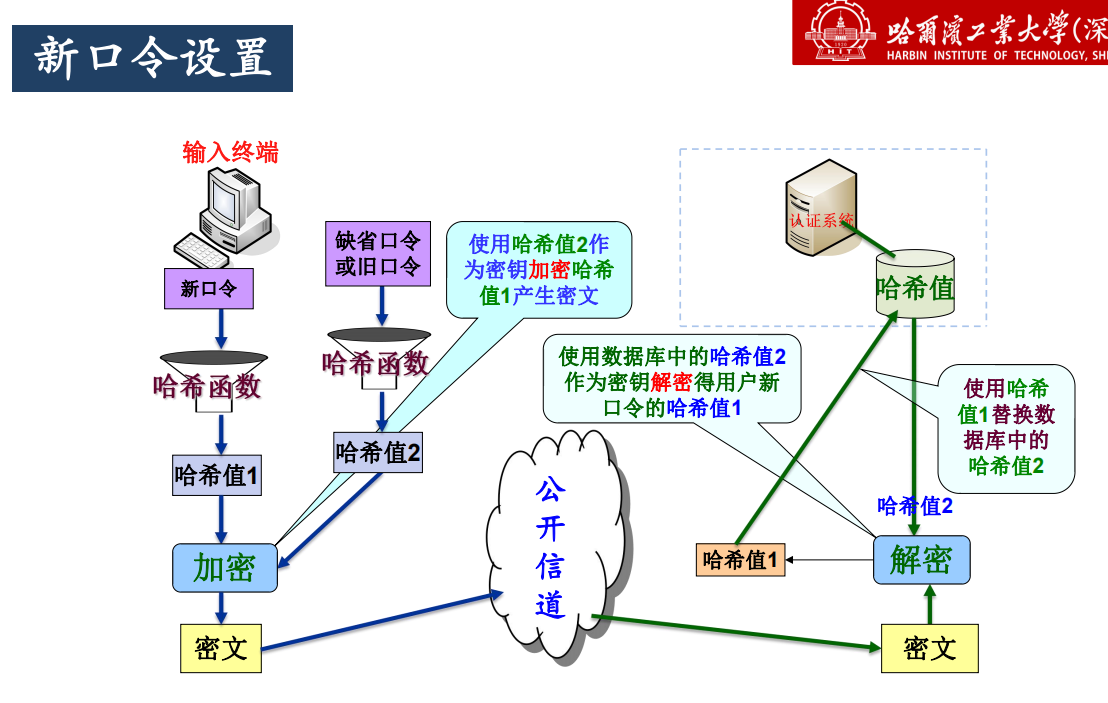 新口令设置
哈爾濱工業大學(深
HARBIN INSTITUTE OF TECHNOLOGY, SHE
HIT
1920
输入终端
新口令
哈希函数
哈希值1
加密
密文
缺省口令
或旧口令
哈希函数
哈希值2
使用哈希值2作
为密钥加密哈希
值1产生密文
公
开
信
道
认证系统
哈希值
使用数据库中的哈希值2
作为密钥解密得用户新
口令的哈希值1
使用哈希
值1替换数
据库中的
哈希值2
哈希值2
哈希值1
解密
密文